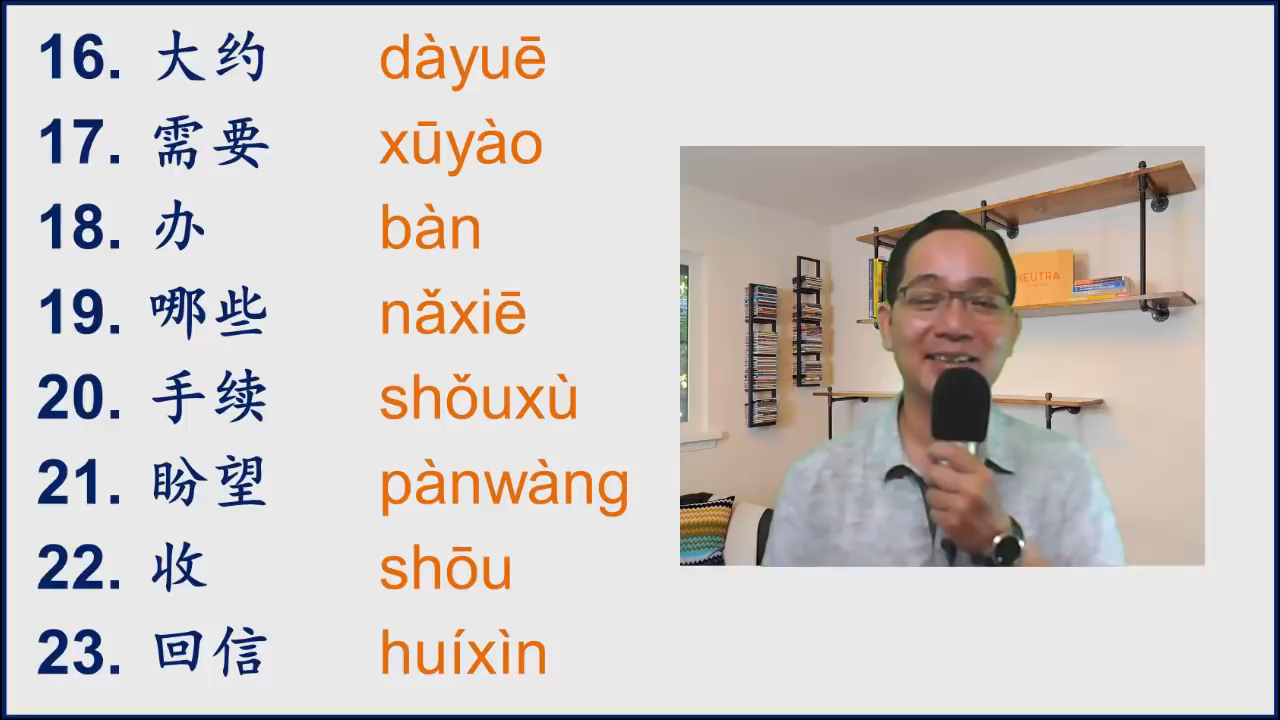 16. 大约 dàyuē
17. 需要 xūyào
18. 办 bàn
19. 哪些 nǎxiē
20. 手续 shǒuxù
21. 盼望 pànwàng
22. 收 shōu
23. 回信 huíxìn